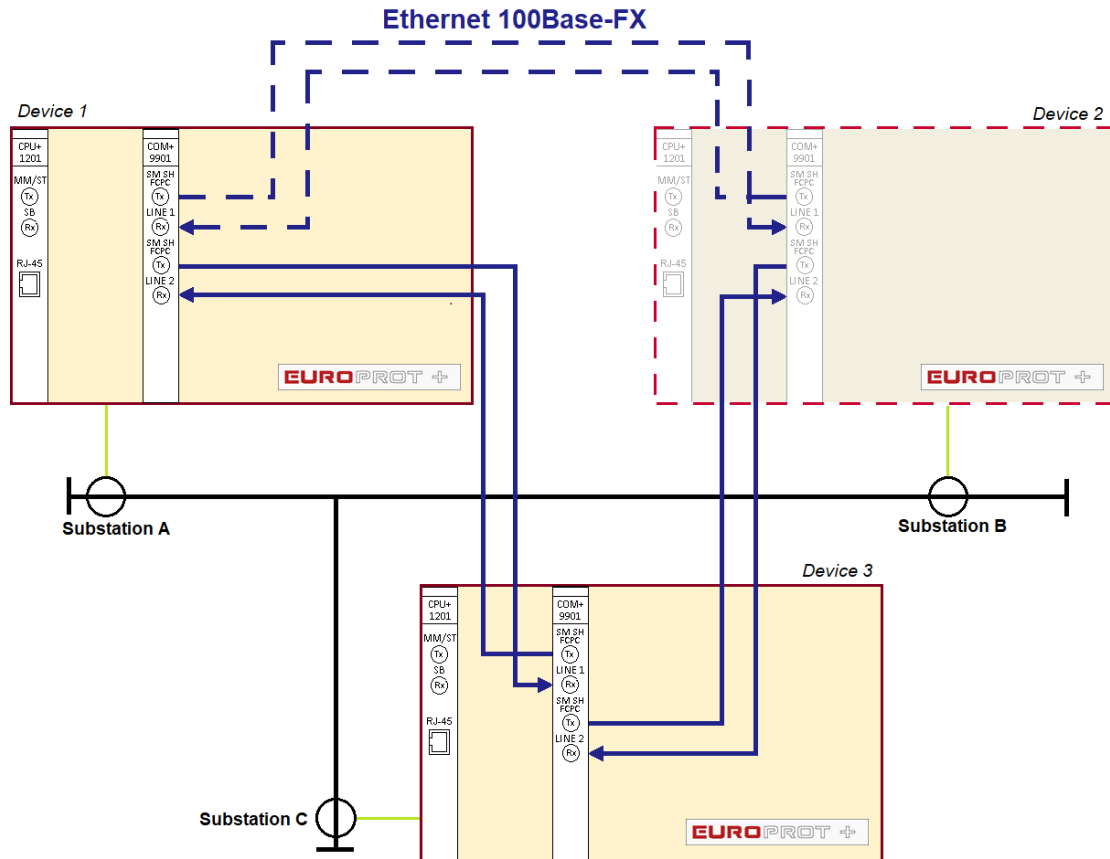 Ethernet 100Base-FX
Device 1
CPU+
1201
MM/ST
Tx
SB
Rx
RJ-45
COM+
9901
SM SH
FCPC
Tx
LINE 1
Rx
SM SH
FCPC
Tx
LINE 2
Rx
EUROPROT +
Device 2
CPU+
1201
MM/ST
Tx
SB
Rx
RJ-45
COM+
9901
SM SH
FCPC
Tx
LINE 1
Rx
SM SH
FCPC
Tx
LINE 2
Rx
EUROPROT +
Substation A
Substation B
Device 3
CPU+
1201
MM/ST
Tx
SB
Rx
RJ-45
COM+
9901
SM SH
FCPC
Tx
LINE 1
Rx
SM SH
FCPC
Tx
LINE 2
Rx
Substation C
EUROPROT +